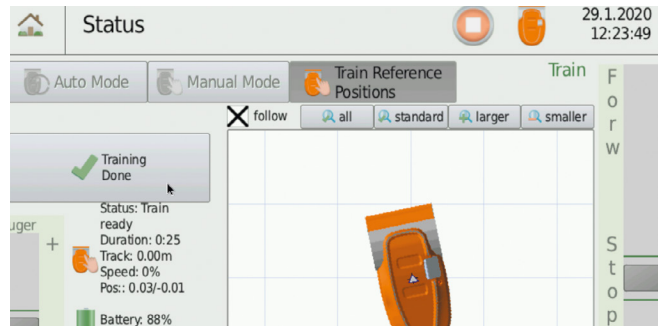 Status
29.1.2020
12:23:49
Auto Mode
Manual Mode
Train Reference
Positions
Train
follow
all
standard
larger
smaller
Training
Done
Status: Train
ready
Duration: 0:25
Track: 0.00m
Speed: 0%
Pos.: 0.03/-0.01
Battery: 88%
uger
+
F
o
r
w
S
t
o
p